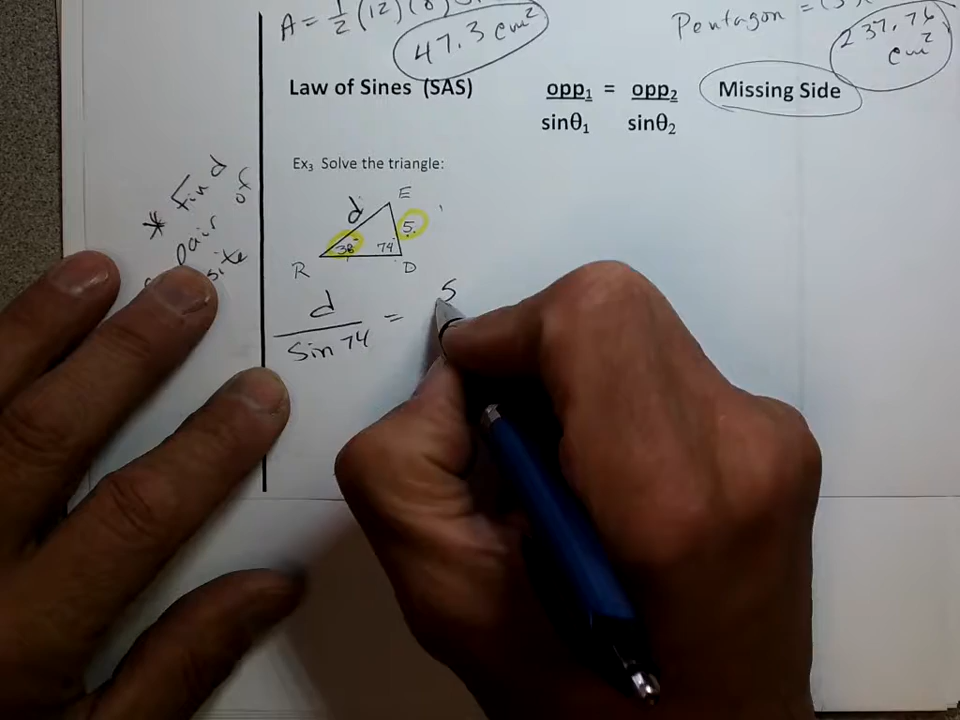 A = 1/2 (12)(8)
47.3 cm²
Pentagon = (5)
237.76 cm²
Law of Sines (SAS)
opp₁ = opp₂
sinθ₁ sinθ₂
Missing Side
Ex₃ Solve the triangle:
* Find
pair of
site
E
d
5
38°
74°
R
D
d = 5
Sin 74